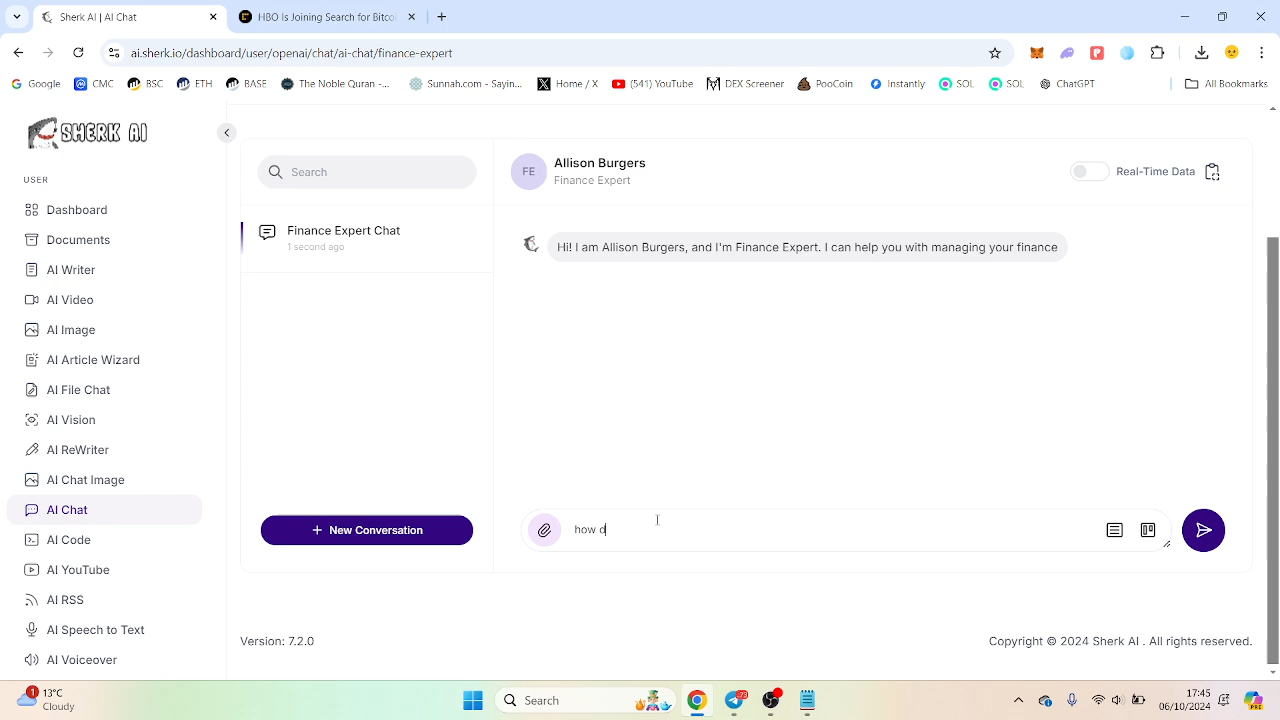 Sherk AI | AI Chat
HBO Is Joining Search for Bitco
aisherk.io/dashboard/user/openai/chat/ai-chat/finance-expert
Google
CMC
BSC
ETH
BASE
The Noble Quran -...
Sunnah.com - Sayin...
Home / X
(541) YouTube
DEX Screener
PooCoin
Instantly
SOL
SOL
ChatGPT
All Bookmarks
SHERK AI
USER
Dashboard
Documents
AI Writer
AI Video
AI Image
AI Article Wizard
AI File Chat
AI Vision
AI ReWriter
AI Chat Image
AI Chat
AI Code
AI YouTube
AI RSS
AI Speech to Text
AI Voiceover
Search
Finance Expert Chat
1 second ago
+ New Conversation
FE
Allison Burgers
Finance Expert
Real-Time Data
Hi! I am Allison Burgers, and I'm Finance Expert. I can help you with managing your finance
how d
Version: 7.2.0
Copyright © 2024 Sherk AI . All rights reserved.
1
13°C
Cloudy
Search
73
17:45
06/10/2024
PRE